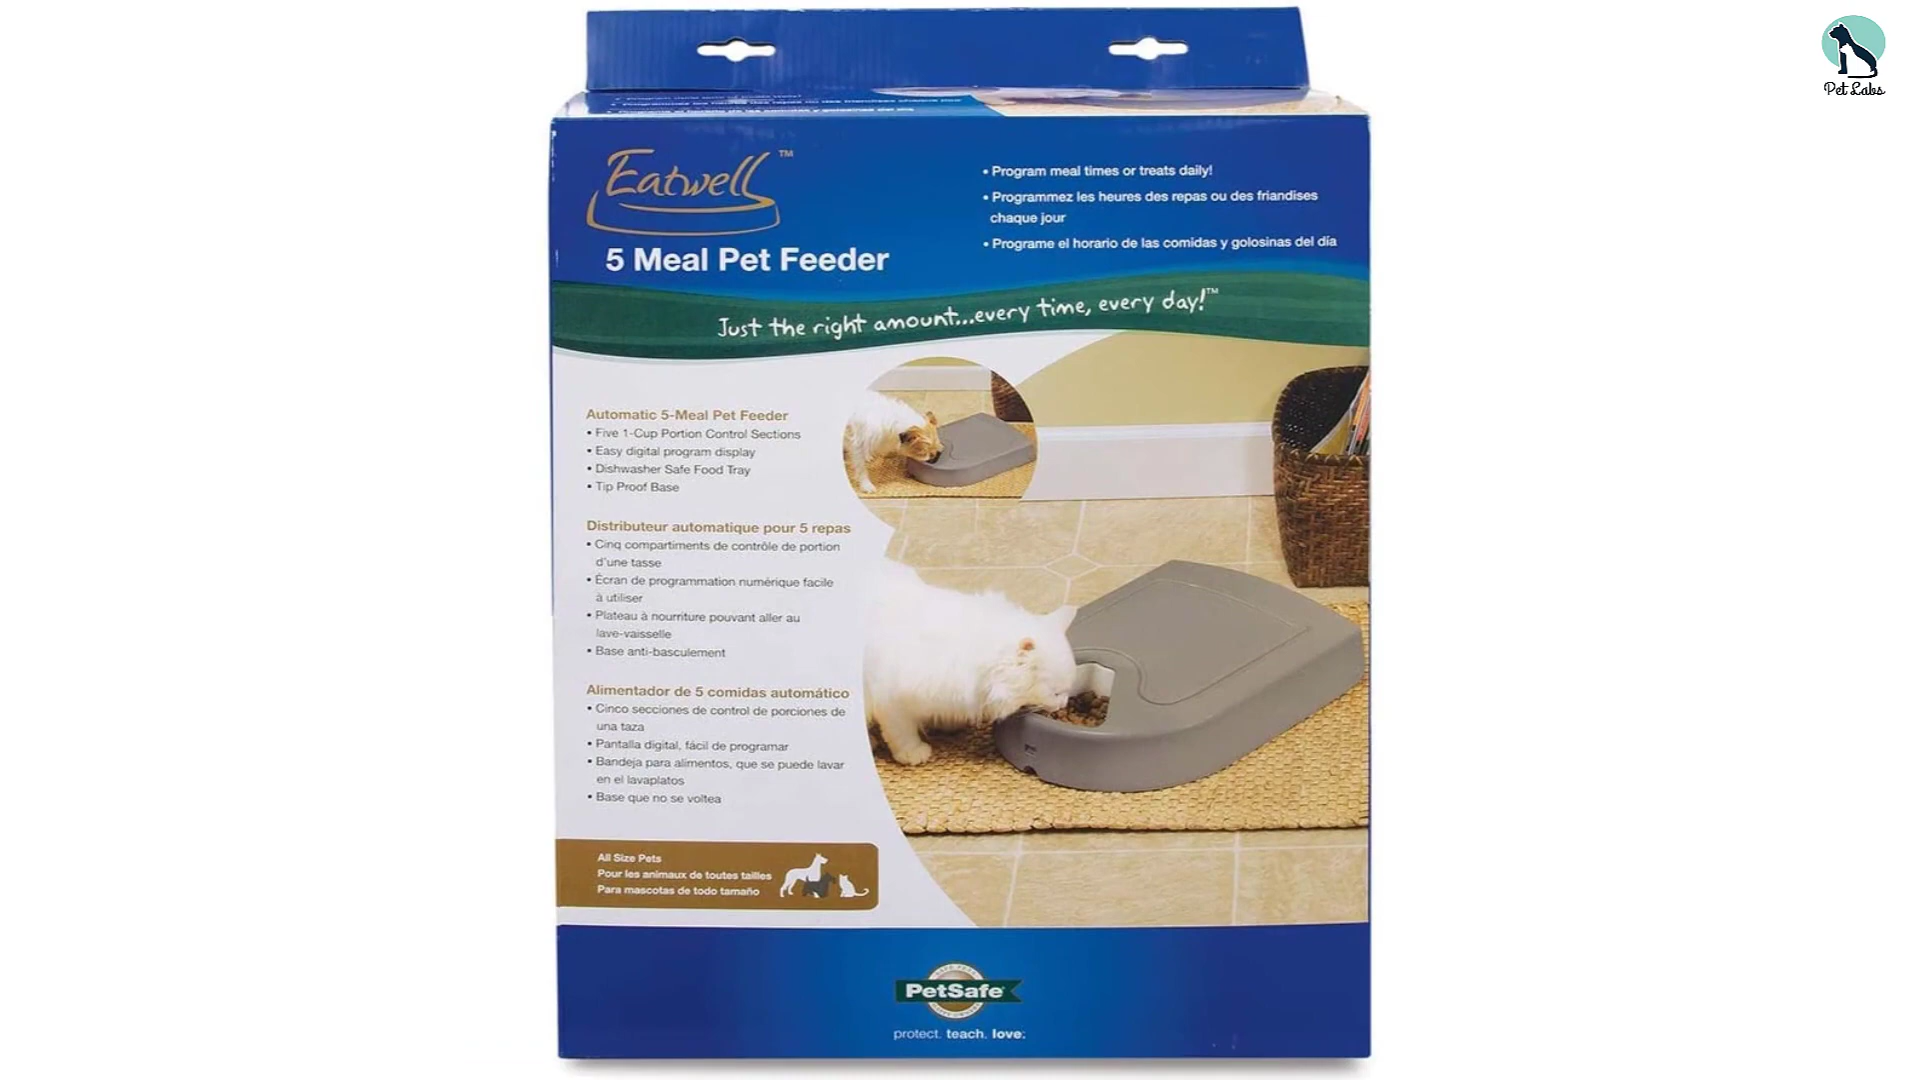 Pet Labs
Eatwell™
5 Meal Pet Feeder
• Program meal times or treats daily!
• Programmez les heures des repas ou des friandises
chaque jour
• Programe el horario de las comidas y golosinas del día
Just the right amount...every time, every day!™
Automatic 5-Meal Pet Feeder
• Five 1-Cup Portion Control Sections
• Easy digital program display
• Dishwasher Safe Food Tray
• Tip Proof Base
Distributeur automatique pour 5 repas
• Cinq compartiments de contrôle de portion
d'une tasse
• Écran de programmation numérique facile
à utiliser
• Plateau à nourriture pouvant aller au
lave-vaisselle
• Base anti-basculement
Alimentador de 5 comidas automático
• Cinco secciones de control de porciones de
una taza
• Pantalla digital, fácil de programar
• Bandeja para alimentos, que se puede lavar
en el lavaplatos
• Base que no se voltea
All Size Pets
Pour les animaux de toutes tailles
Para mascotas de todo tamaño
PetSafe®
protect. teach. love.